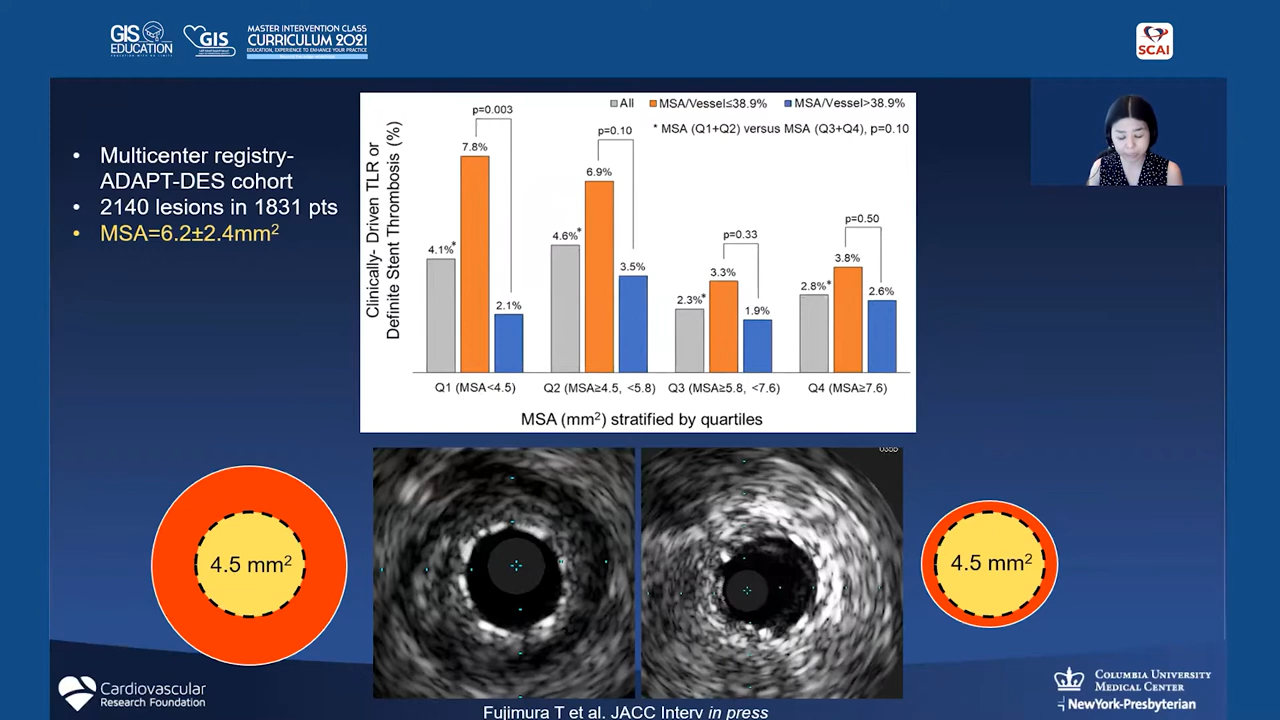 GIS
EDUCATION
GIS
MASTER INTERVENTION CLASS
CURRICULUM 2021
EDUCATION, EXPERIENCE TO ENHANCE YOUR PRACTICE
SCAI
• Multicenter registry-
ADAPT-DES cohort
• 2140 lesions in 1831 pts
• MSA=6.2±2.4mm²
All MSA/Vessel≤38.9% MSA/Vessel>38.9%
* MSA (Q1+Q2) versus MSA (Q3+Q4), p=0.10
Clinically- Driven TLR or
Definite Stent Thrombosis (%)
p=0.003
4.1%*
7.8%
2.1%
p=0.10
4.6%*
6.9%
3.5%
p=0.33
2.3%*
3.3%
1.9%
p=0.50
2.8%*
3.8%
2.6%
Q1 (MSA<4.5) Q2 (MSA≥4.5, <5.8) Q3 (MSA≥5.8, <7.6) Q4 (MSA≥7.6)
MSA (mm²) stratified by quartiles
4.5 mm²
4.5 mm²
Cardiovascular
Research Foundation
Columbia University
Medical Center
NewYork-Presbyterian
Fujimura T et al. JACC Interv in press